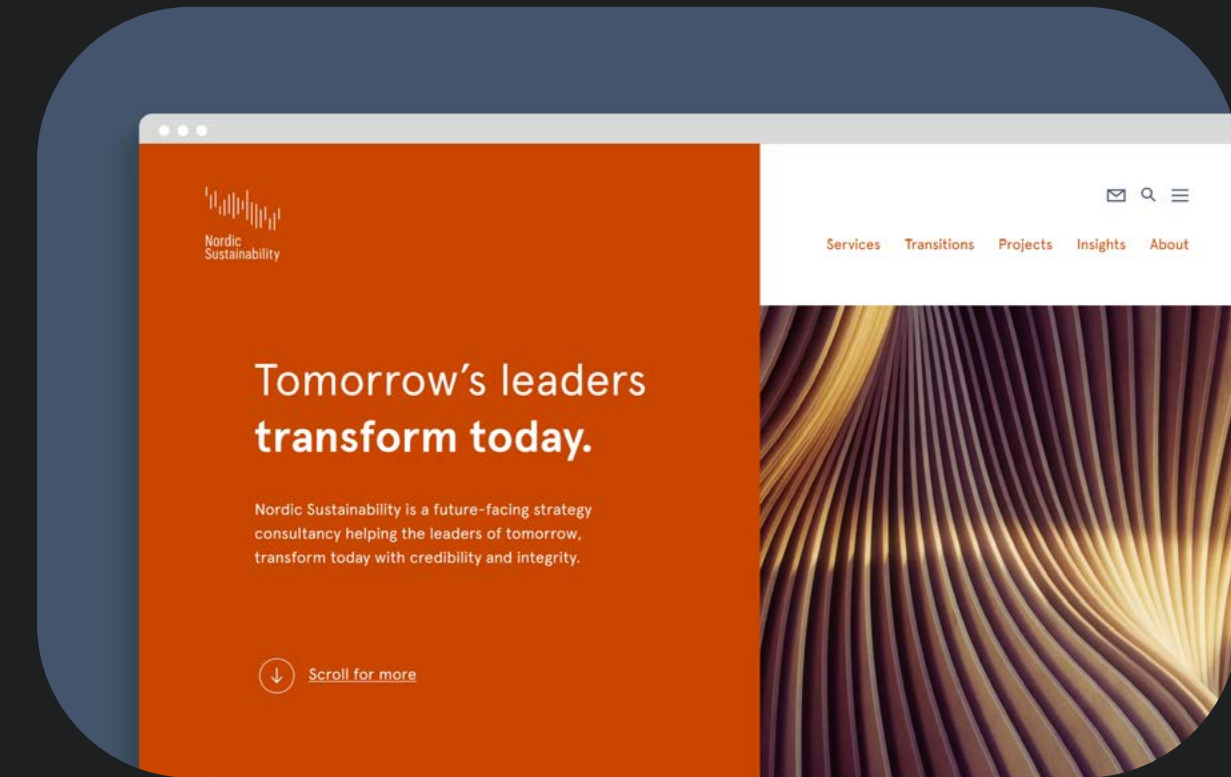 Nordic
Sustainability
Services Transitions Projects Insights About
Tomorrow’s leaders
transform today.
Nordic Sustainability is a future-facing strategy
consultancy helping the leaders of tomorrow,
transform today with credibility and integrity.
Scroll for more